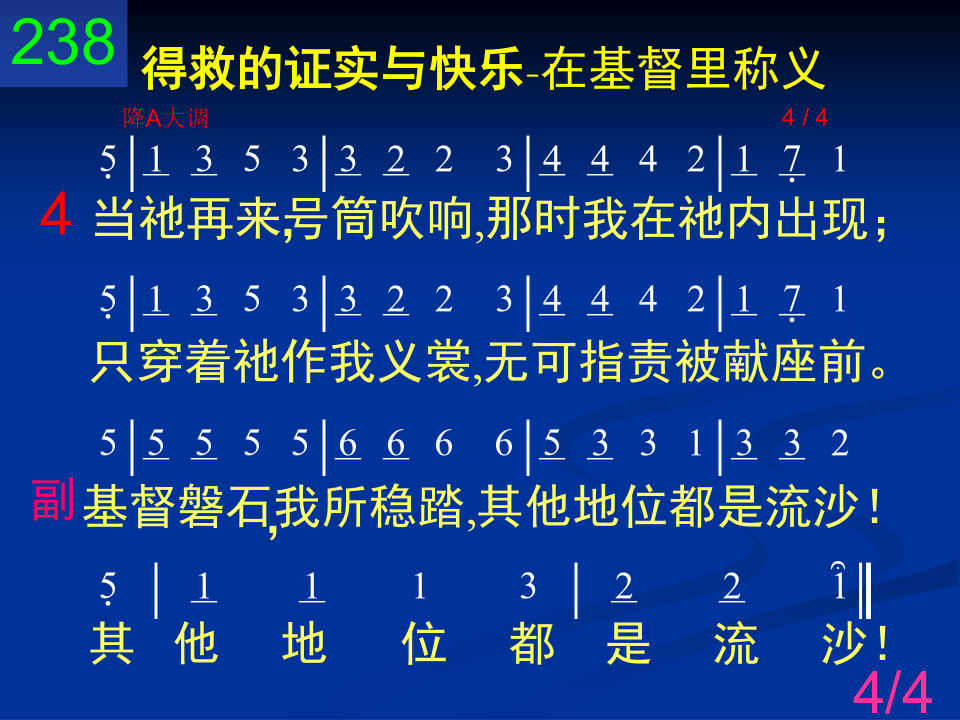 238
得救的证实与快乐-在基督里称义
降A大调 4 / 4
5̣ | 1̲ 3̲ 5 3 | 3̲ 2̲ 2 3 | 4̲ 4̲ 4 2 | 1̲ 7̣̲ 1
4 当祂再来,号筒吹响,那时我在祂内出现；
5̣ | 1̲ 3̲ 5 3 | 3̲ 2̲ 2 3 | 4̲ 4̲ 4 2 | 1̲ 7̣̲ 1
只穿着祂作我义裳,无可指责被献座前。
5 | 5̲ 5̲ 5 5 | 6̲ 6̲ 6 6 | 5̲ 3̲ 3 1 | 3̲ 3̲ 2
副 基督磐石,我所稳踏,其他地位都是流沙！
5̣ | 1̲ 1̲ 1 3 | 2̲ 2̲ 1 ‖
其 他 地 位 都 是 流 沙！
4/4